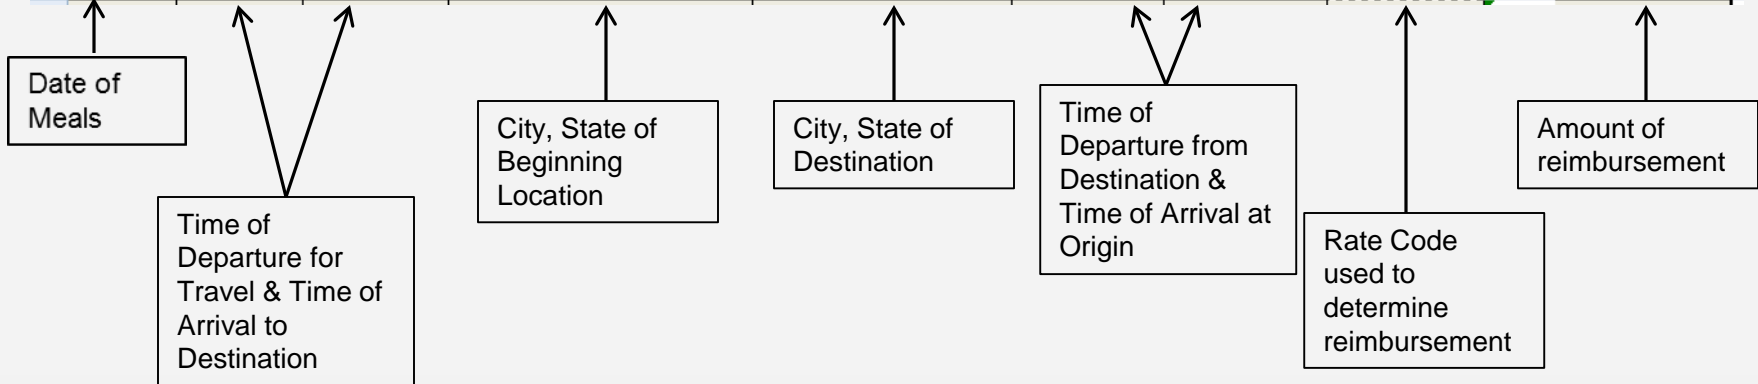 Date of
Meals
Time of
Departure for
Travel & Time of
Arrival to
Destination
City, State of
Beginning
Location
City, State of
Destination
Time of
Departure from
Destination &
Time of Arrival at
Origin
Rate Code
used to
determine
reimbursement
Amount of
reimbursement